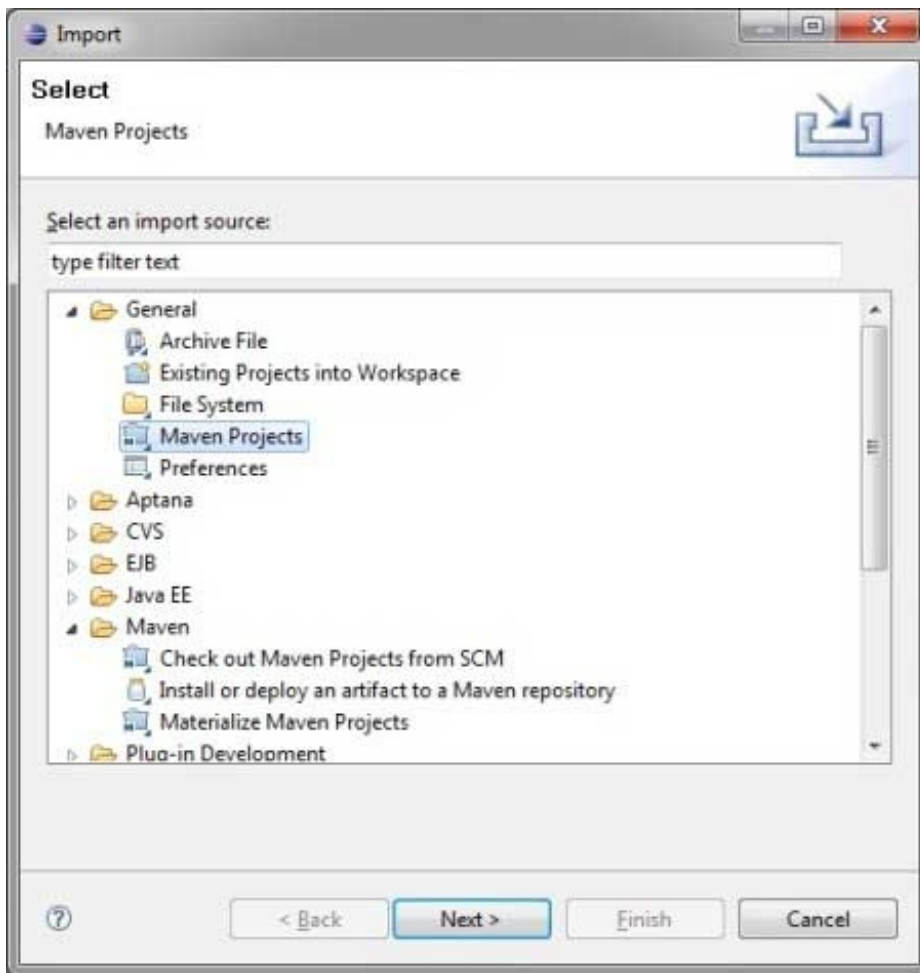 Import
Select
Maven Projects
Select an import source:
type filter text
General
Archive File
Existing Projects into Workspace
File System
Maven Projects
Preferences
Aptana
CVS
EJB
Java EE
Maven
Check out Maven Projects from SCM
Install or deploy an artifact to a Maven repository
Materialize Maven Projects
Plug-in Development
< Back Next > Finish Cancel